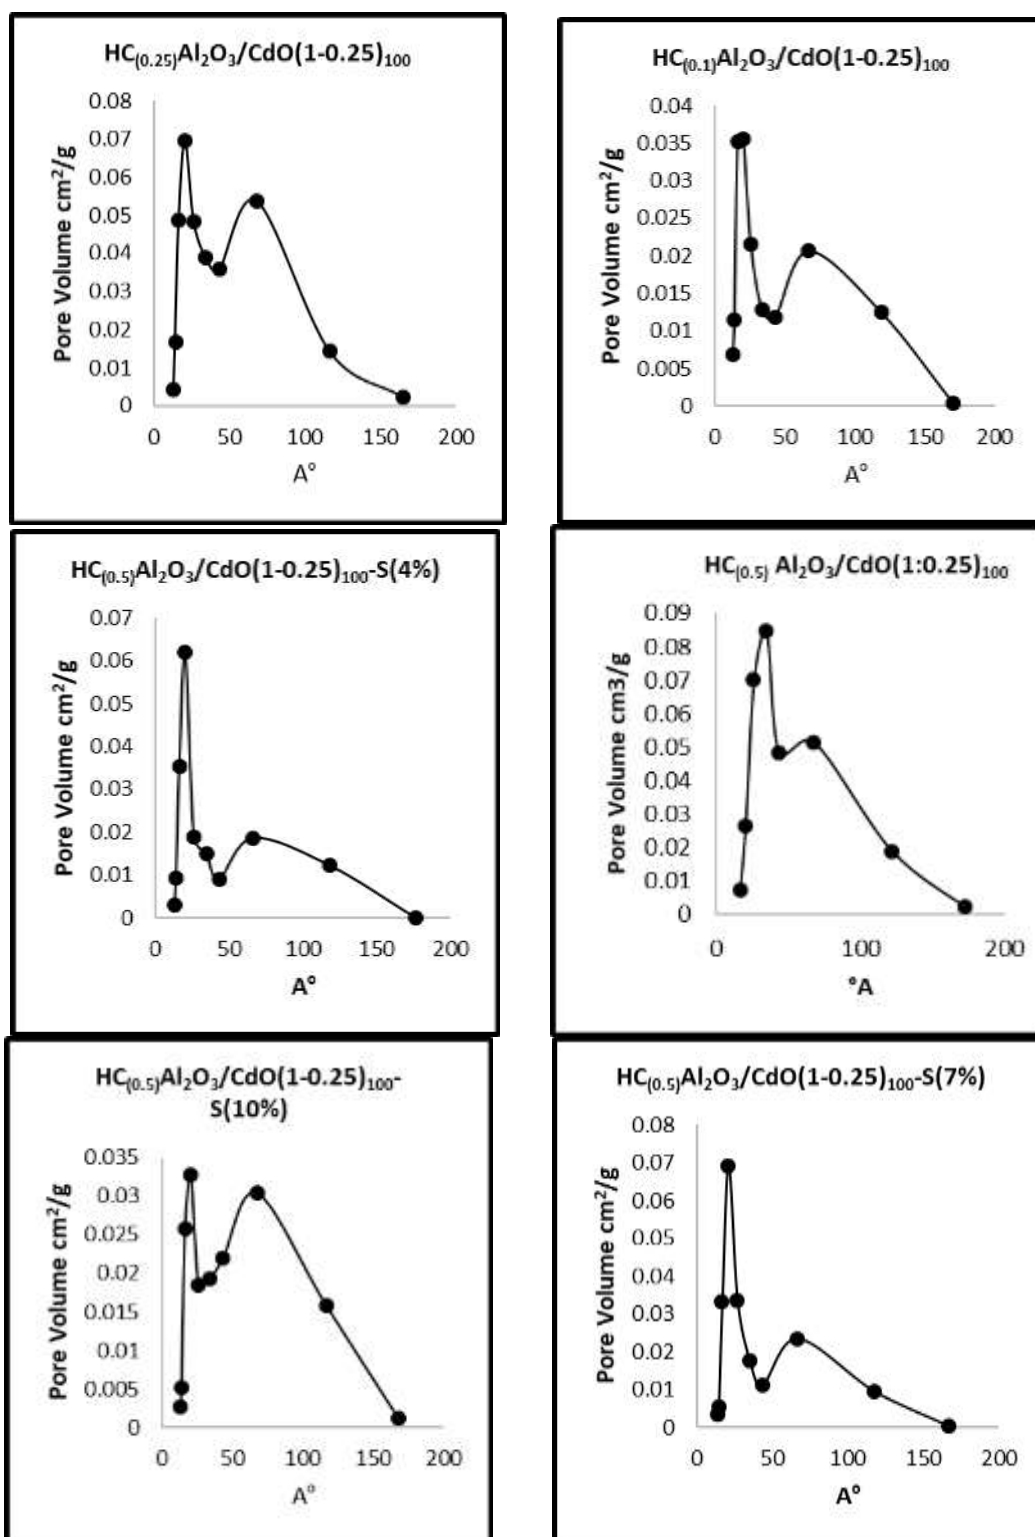 HC(0.25)Al2O3/CdO(1-0.25)100
Pore Volume cm²/g
0.08
0.07
0.06
0.05
0.04
0.03
0.02
0.01
0
0 50 100 150 200
A°
HC(0.1)Al2O3/CdO(1-0.25)100
Pore Volume cm²/g
0.04
0.035
0.03
0.025
0.02
0.015
0.01
0.005
0
0 50 100 150 200
A°
HC(0.5)Al2O3/CdO(1-0.25)100-S(4%)
Pore Volume cm²/g
0.07
0.06
0.05
0.04
0.03
0.02
0.01
0
0 50 100 150 200
A°
HC(0.5) Al2O3/CdO(1:0.25)100
Pore Volume cm3/g
0.09
0.08
0.07
0.06
0.05
0.04
0.03
0.02
0.01
0
0 100 200
°A
HC(0.5)Al2O3/CdO(1-0.25)100-
S(10%)
Pore Volume cm²/g
0.035
0.03
0.025
0.02
0.015
0.01
0.005
0
0 50 100 150 200
A°
HC(0.5)Al2O3/CdO(1-0.25)100-S(7%)
Pore Volume cm²/g
0.08
0.07
0.06
0.05
0.04
0.03
0.02
0.01
0
0 50 100 150 200
A°